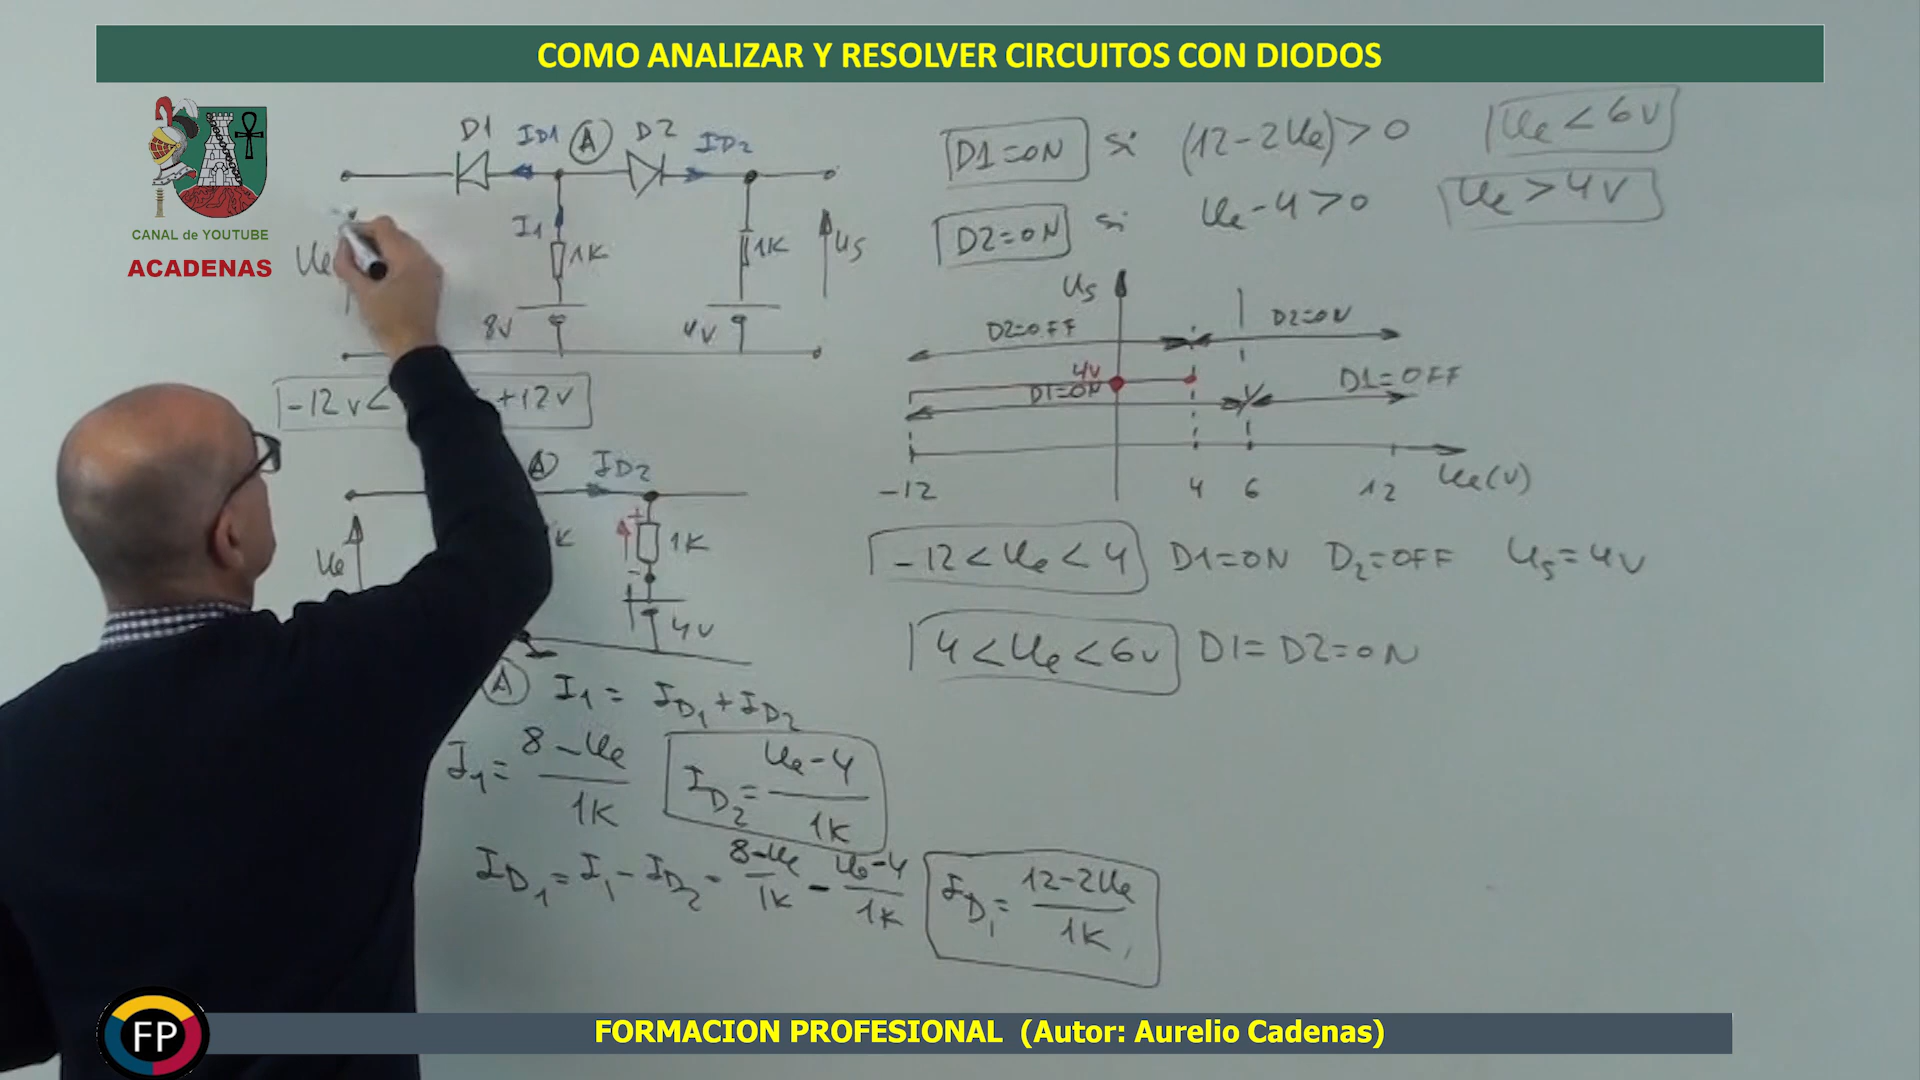 COMO ANALIZAR Y RESOLVER CIRCUITOS CON DIODOS
CANAL de YOUTUBE
ACADENAS
D1 ID1 A D2 ID2
I1 1K 1K Us
Ue
8V 4V
-12V< +12V
A ID2
K 1K
Ue
4V
A I1 = ID1 + ID2
I1 = 8-Ue / 1K ID2 = Ue-4 / 1K
ID1 = I1 - ID2 = 8-Ue / 1K - Ue-4 / 1K ID1 = 12-2Ue / 1K
D1=ON si (12-2Ue)>0 Ue<6V
D2=ON si Ue-4>0 Ue>4V
Us
D2=OFF D2=ON
4V
D1=ON D1=OFF
-12 4 6 12 Ue(V)
-12<Ue<4 D1=ON D2=OFF Us=4V
4<Ue<6V D1=D2=ON
FP
FORMACION PROFESIONAL (Autor: Aurelio Cadenas)